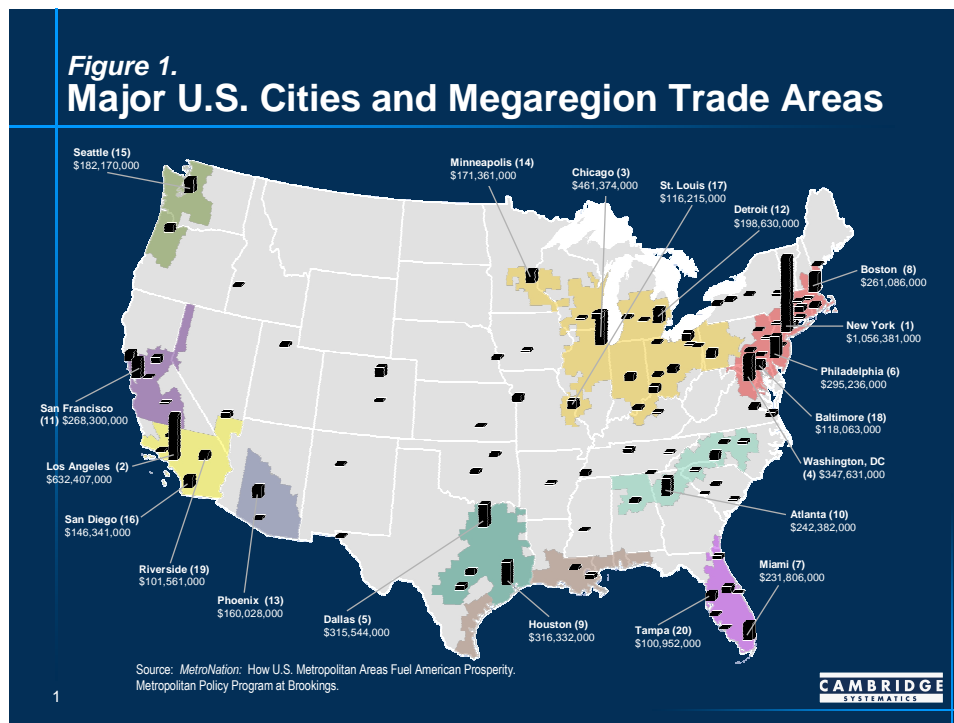 Figure 1.
Major U.S. Cities and Megaregion Trade Areas
Seattle (15)
$182,170,000
Minneapolis (14)
$171,361,000
Chicago (3)
$461,374,000
St. Louis (17)
$116,215,000
Detroit (12)
$198,630,000
Boston (8)
$261,086,000
New York (1)
$1,056,381,000
Philadelphia (6)
$295,236,000
Baltimore (18)
$118,063,000
Washington, DC
(4) $347,631,000
Atlanta (10)
$242,382,000
Miami (7)
$231,806,000
Tampa (20)
$100,952,000
Houston (9)
$316,332,000
Dallas (5)
$315,544,000
Phoenix (13)
$160,028,000
Riverside (19)
$101,561,000
San Diego (16)
$146,341,000
Los Angeles (2)
$632,407,000
San Francisco
(11) $268,300,000
Source: MetroNation: How U.S. Metropolitan Areas Fuel American Prosperity.
Metropolitan Policy Program at Brookings.
1
CAMBRIDGE
SYSTEMATICS